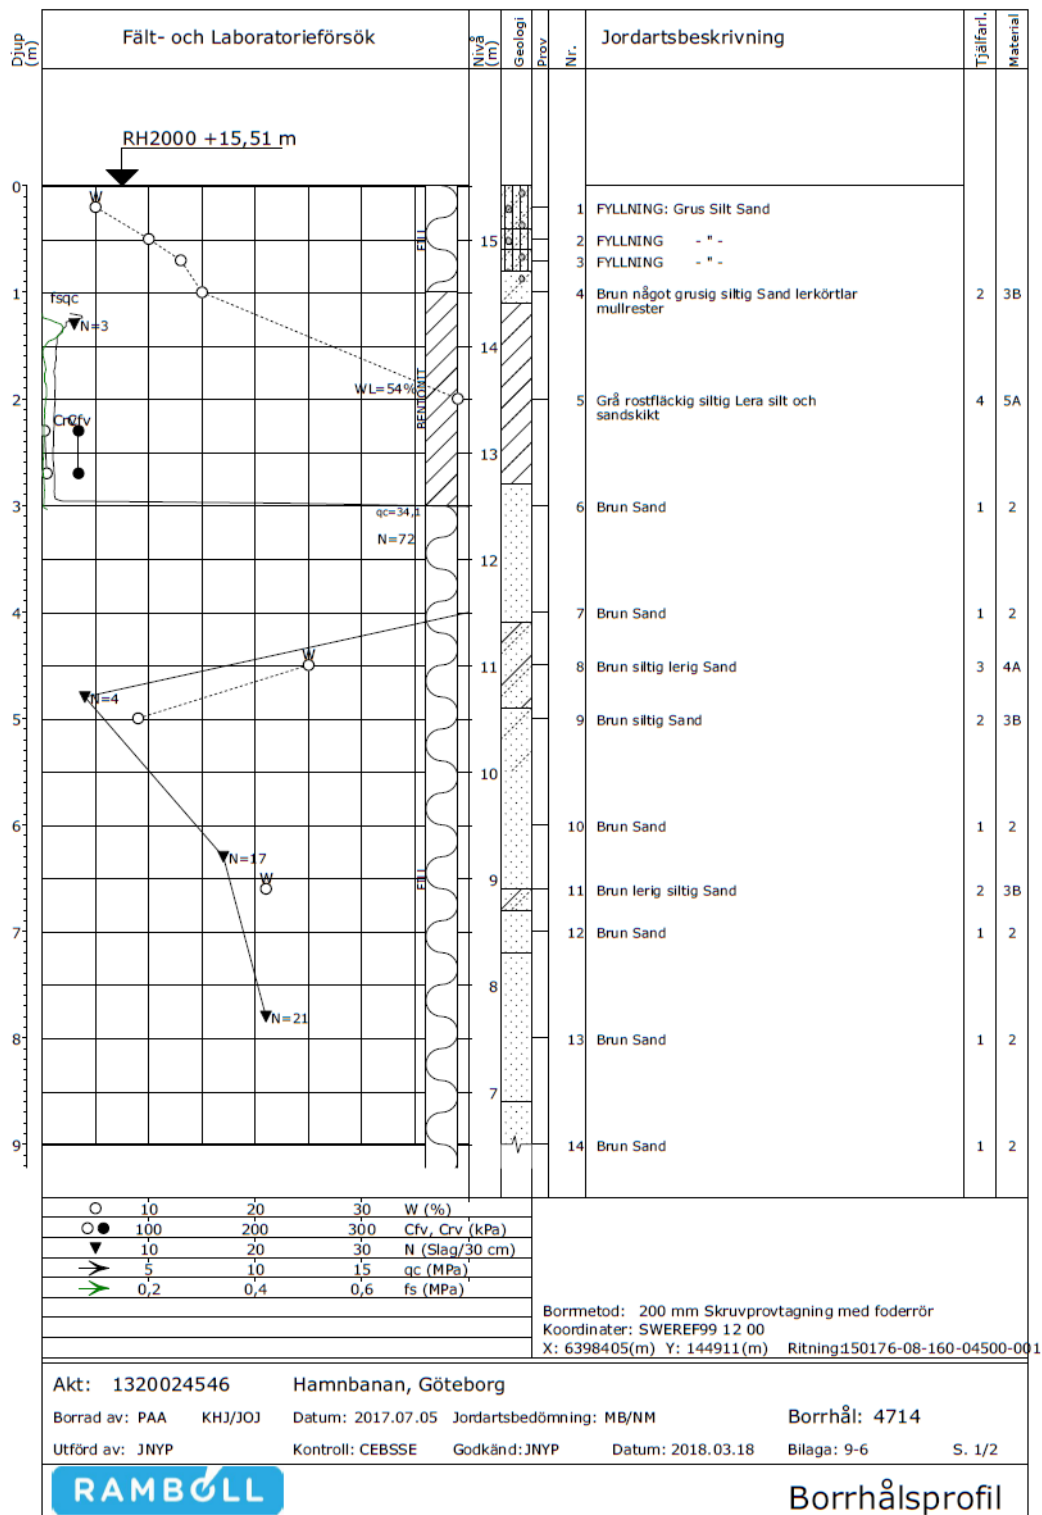 Djup (m)
Fält- och Laboratorieförsök
Nivå (m)
Geologi
Prov
Nr.
Jordartsbeskrivning
Tjälfarl.
Material
RH2000 +15,51 m
0
W
1 FYLLNING: Grus Silt Sand
FILL
15
2 FYLLNING - " -
3 FYLLNING - " -
1
fsqc
4 Brun något grusig siltig Sand lerkörtlar 2 3B
mullrester
N=3
14
WL=54%
BENTONIT
2
5 Grå rostfläckig siltig Lera silt och 4 5A
sandskikt
Crv
Cfv
13
3
qc=34,1
6 Brun Sand 1 2
N=72
12
4
7 Brun Sand 1 2
W
11
8 Brun siltig lerig Sand 3 4A
N=4
5
9 Brun siltig Sand 2 3B
10
6
10 Brun Sand 1 2
N=17
W
FILL
9
11 Brun lerig siltig Sand 2 3B
7
12 Brun Sand 1 2
8
N=21
8
13 Brun Sand 1 2
7
9
14 Brun Sand 1 2
10 20 30 W (%)
100 200 300 Cfv, Crv (kPa)
10 20 30 N (Slag/30 cm)
5 10 15 qc (MPa)
0,2 0,4 0,6 fs (MPa)
Borrmetod: 200 mm Skruvprovtagning med foderrör
Koordinater: SWEREF99 12 00
X: 6398405(m) Y: 144911(m) Ritning:150176-08-160-04500-001
Akt: 1320024546 Hamnbanan, Göteborg
Borrad av: PAA KHJ/JOJ Datum: 2017.07.05 Jordartsbedömning: MB/NM Borrhål: 4714
Utförd av: JNYP Kontroll: CEBSSE Godkänd:JNYP Datum: 2018.03.18 Bilaga: 9-6 S. 1/2
RAMBOLL
Borrhålsprofil